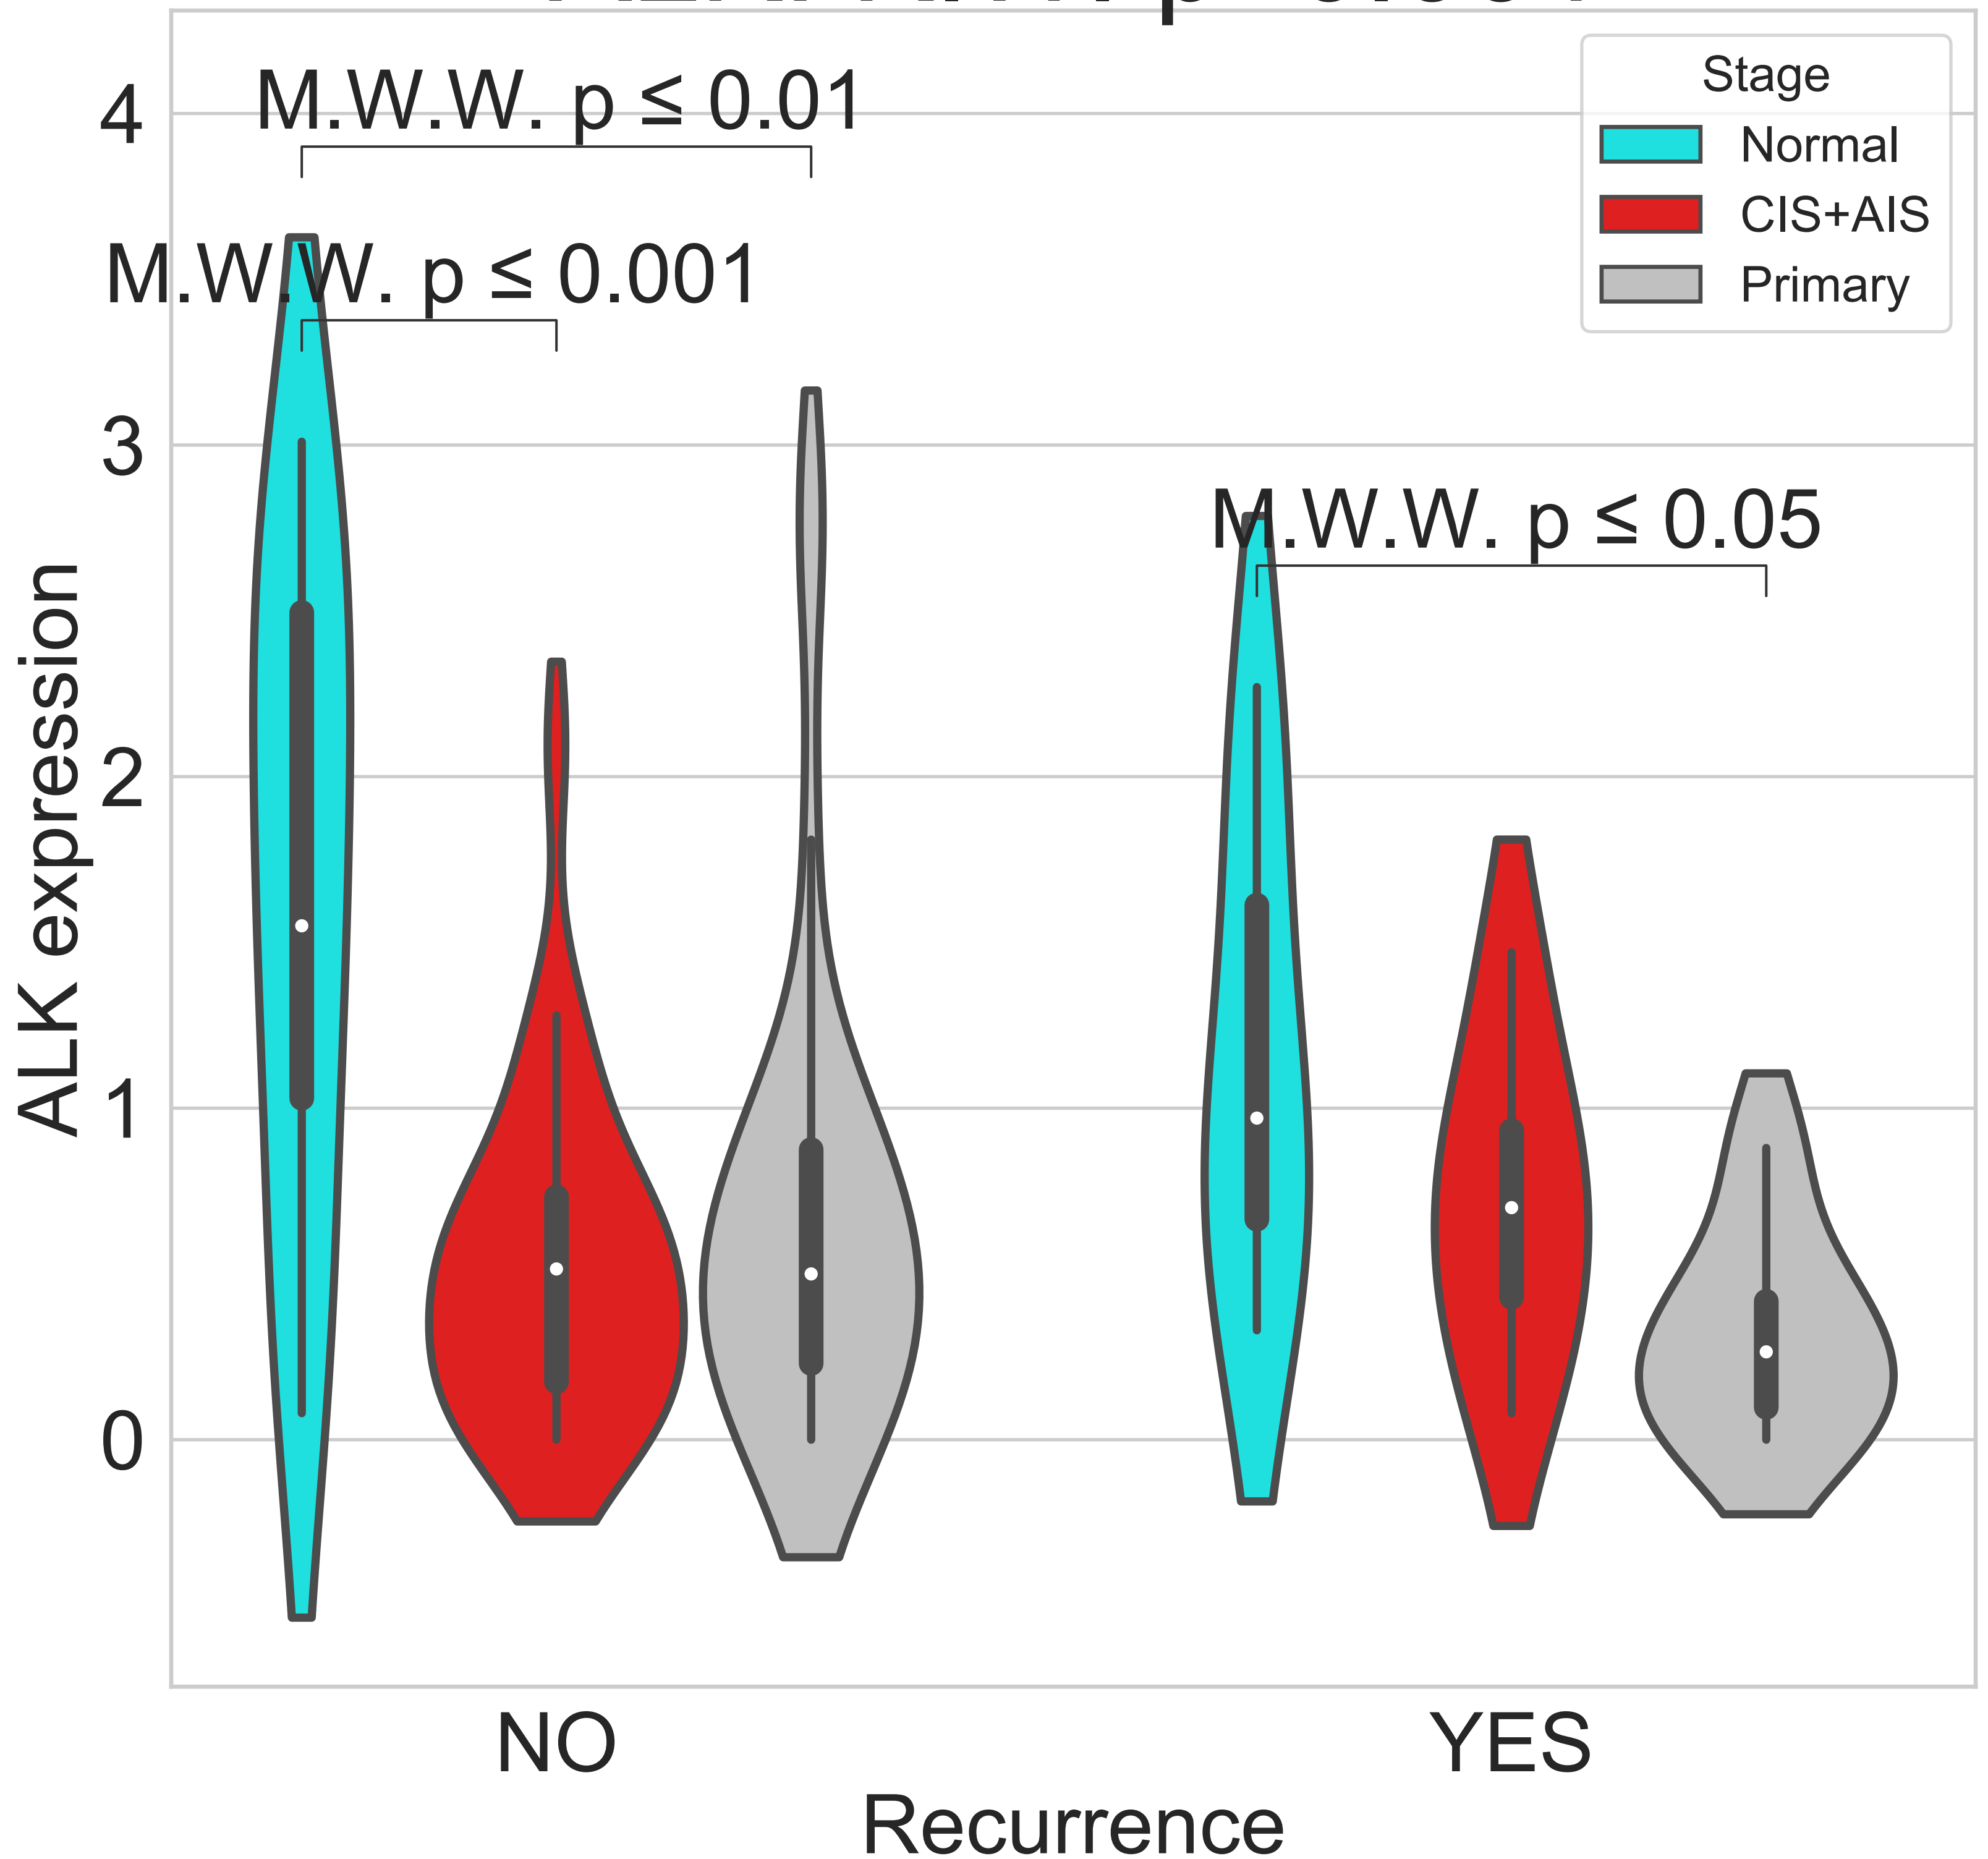 M.W.W. p ≤ 0.01
M.W.W. p ≤ 0.001
M.W.W. p ≤ 0.05
Stage
Normal
CIS+AIS
Primary
ALK expression
4
3
2
1
0
NO
YES
Recurrence